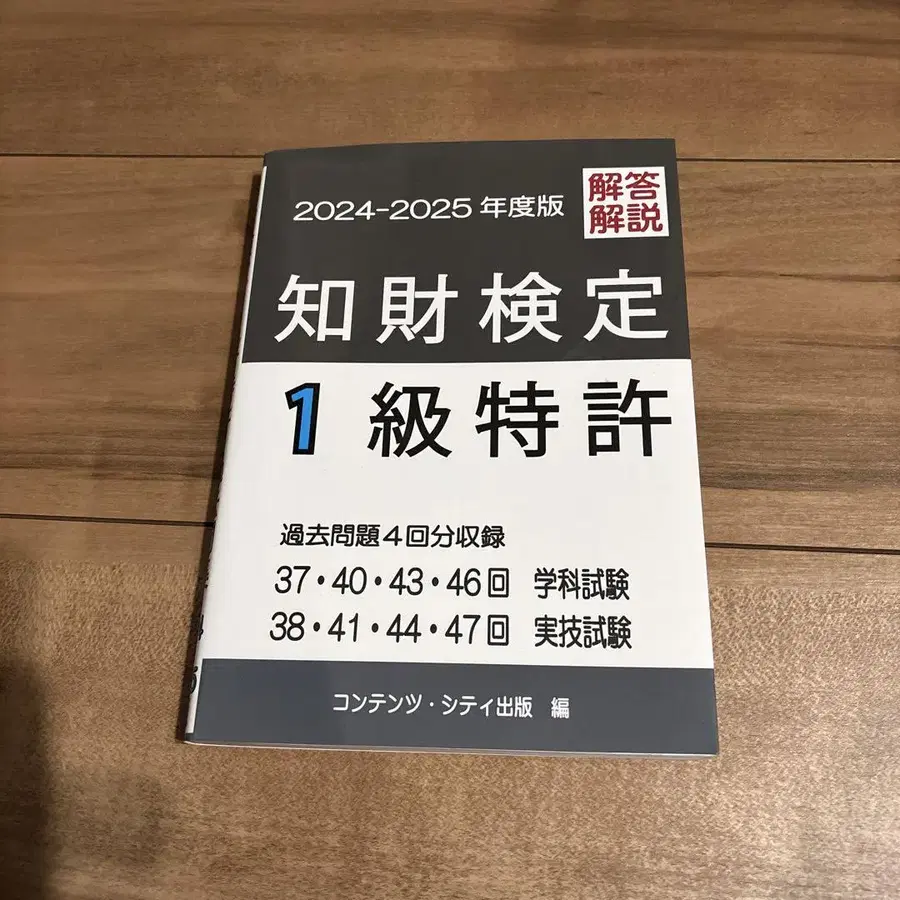 2024-2025 年度版
解答
解説
知財検定
1級特許
過去問題4回分収録
37・40・43・46回 学科試験
38・41・44・47回 実技試験
コンテンツ・シティ出版 編